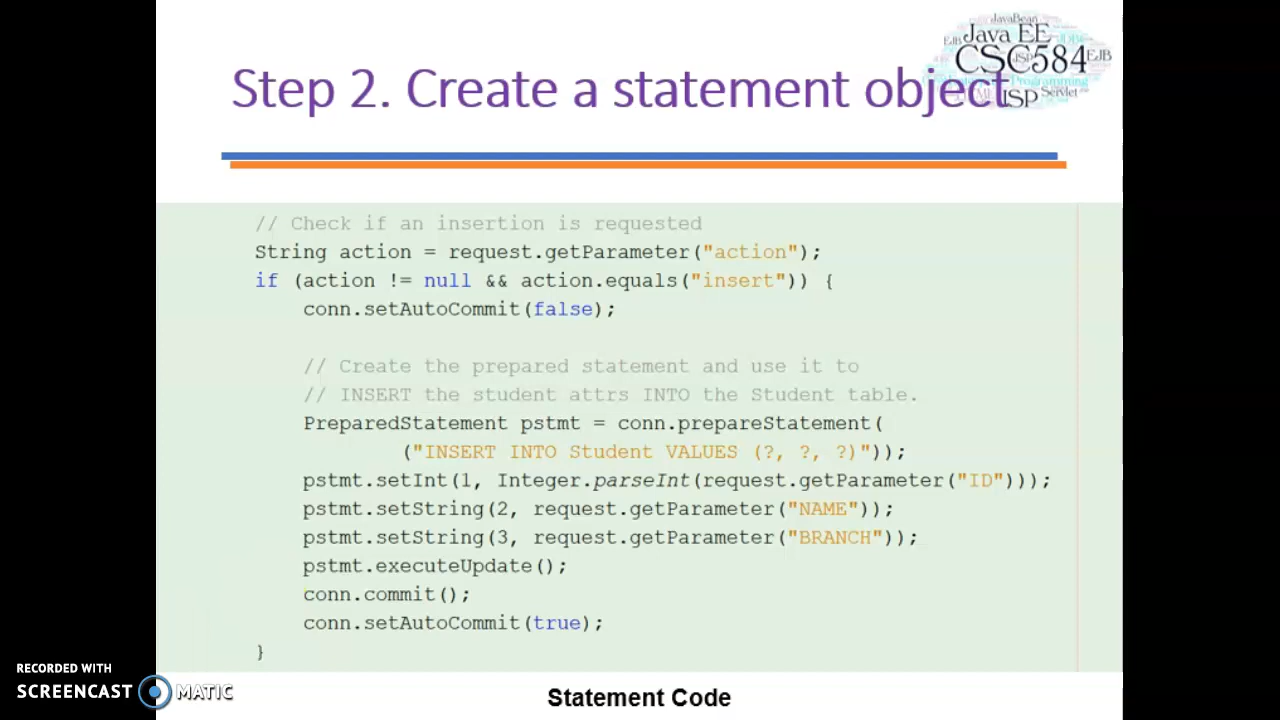 JavaBean
Java EE
EJB
CSC584
EJB
JSP
Programming
Servlet
JSP
Step 2. Create a statement object
// Check if an insertion is requested
String action = request.getParameter("action");
if (action != null && action.equals("insert")) {
conn.setAutoCommit(false);
// Create the prepared statement and use it to
// INSERT the student attrs INTO the Student table.
PreparedStatement pstmt = conn.prepareStatement(
("INSERT INTO Student VALUES (?, ?, ?)"));
pstmt.setInt(1, Integer.parseInt(request.getParameter("ID")));
pstmt.setString(2, request.getParameter("NAME"));
pstmt.setString(3, request.getParameter("BRANCH"));
pstmt.executeUpdate();
conn.commit();
conn.setAutoCommit(true);
}
RECORDED WITH
SCREENCAST MATIC
Statement Code